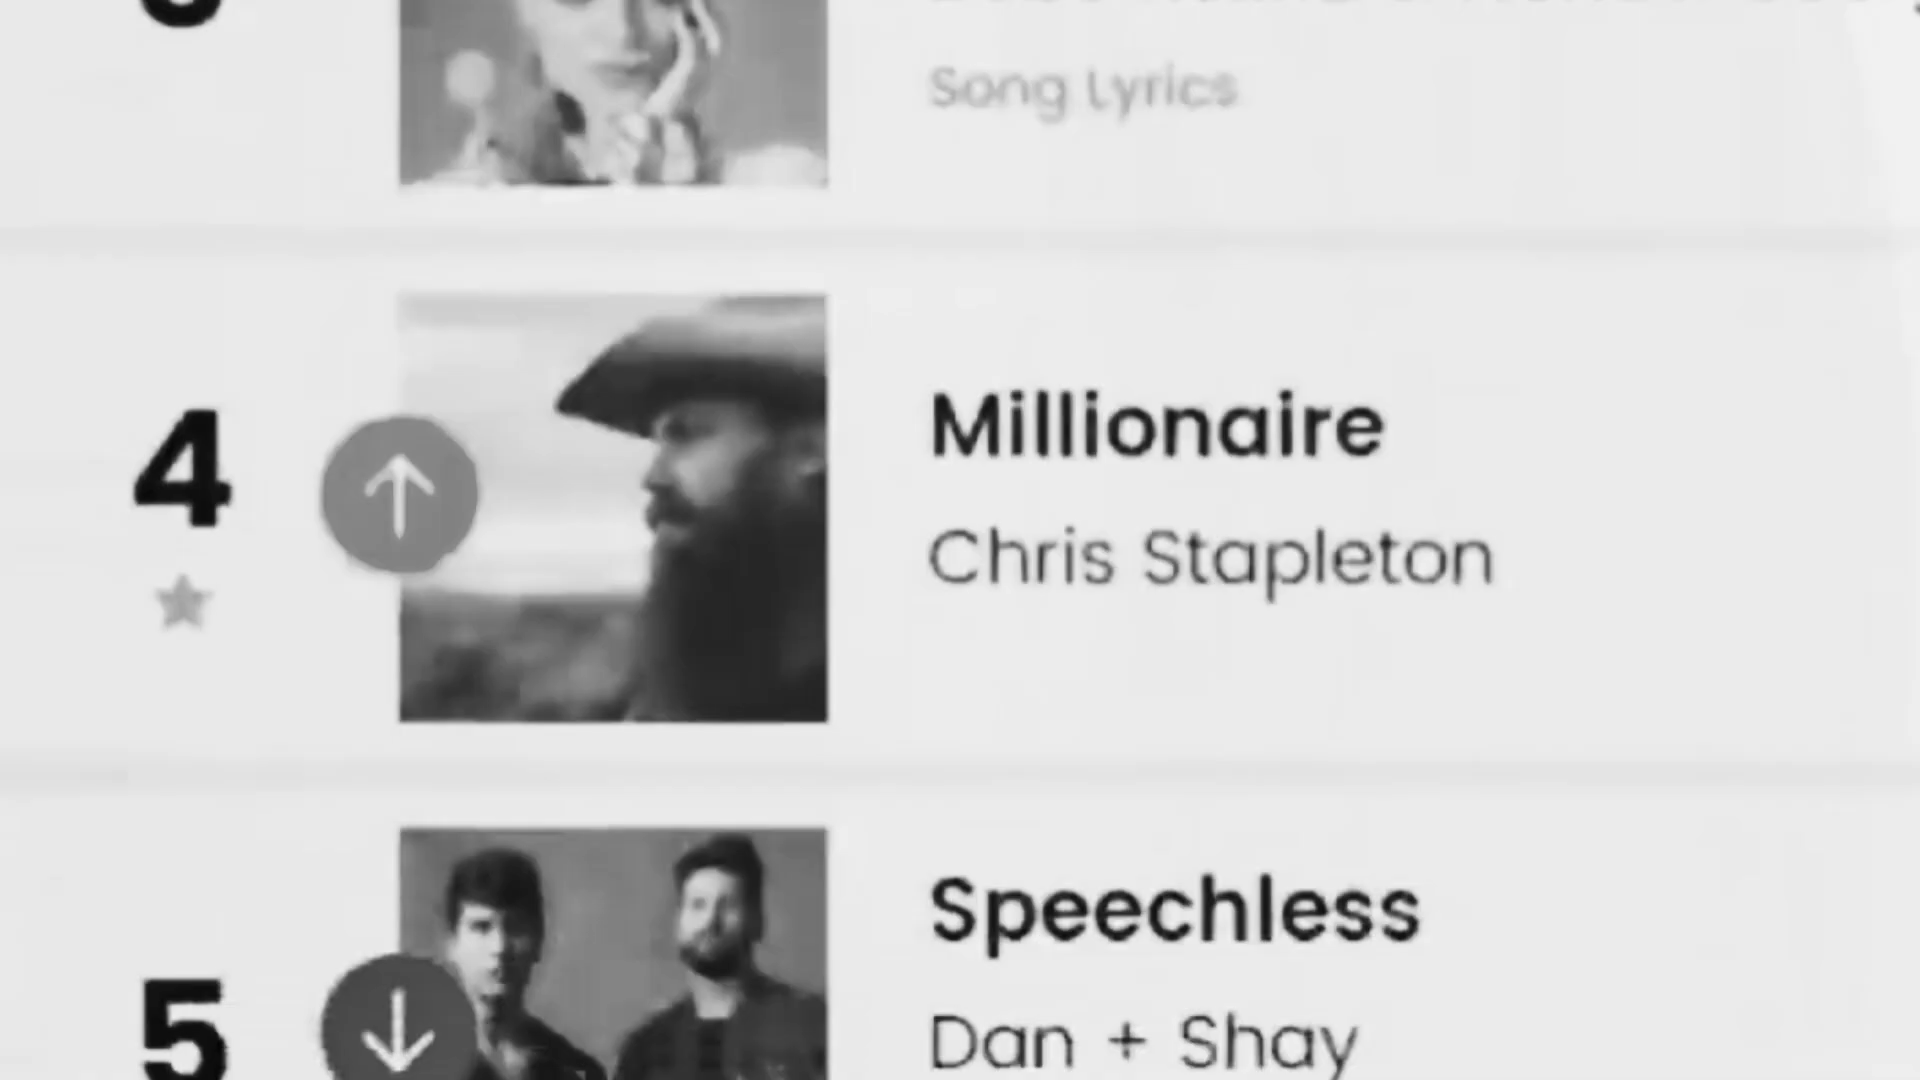 Song Lyrics
4
Millionaire
Chris Stapleton
5
Speechless
Dan + Shay